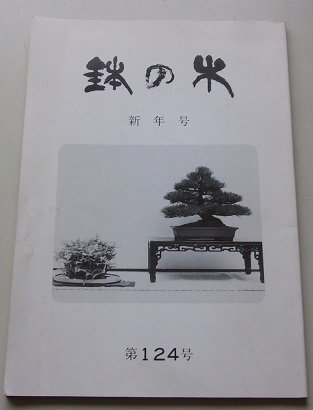 鉢の木
新年号
第124号